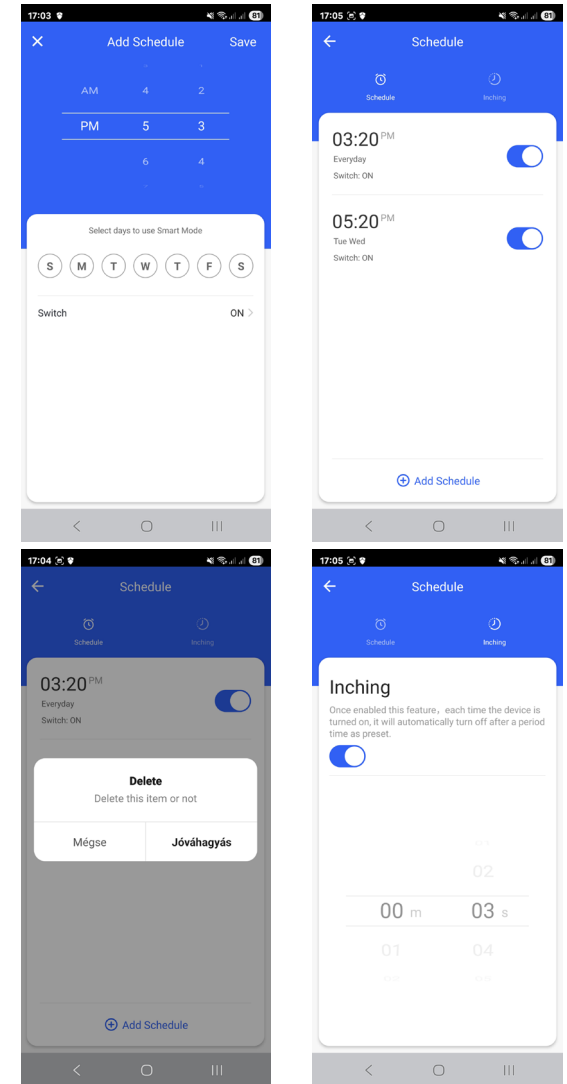 17:03
81
Add Schedule
Save
AM 4 2
PM 5 3
6 4
Select days to use Smart Mode
S M T W T F S
Switch
ON
17:05
81
Schedule
Schedule
Inching
03:20 PM
Everyday
Switch: ON
05:20 PM
Tue Wed
Switch: ON
Add Schedule
17:04
81
Schedule
Schedule
Inching
03:20 PM
Everyday
Switch: ON
Delete
Delete this item or not
Mégse
Jóváhagyás
Add Schedule
17:05
81
Schedule
Schedule
Inching
Inching
Once enabled this feature，each time the device is
turned on, it will automatically turn off after a period
time as preset.
02
00 m 03 s
01 04